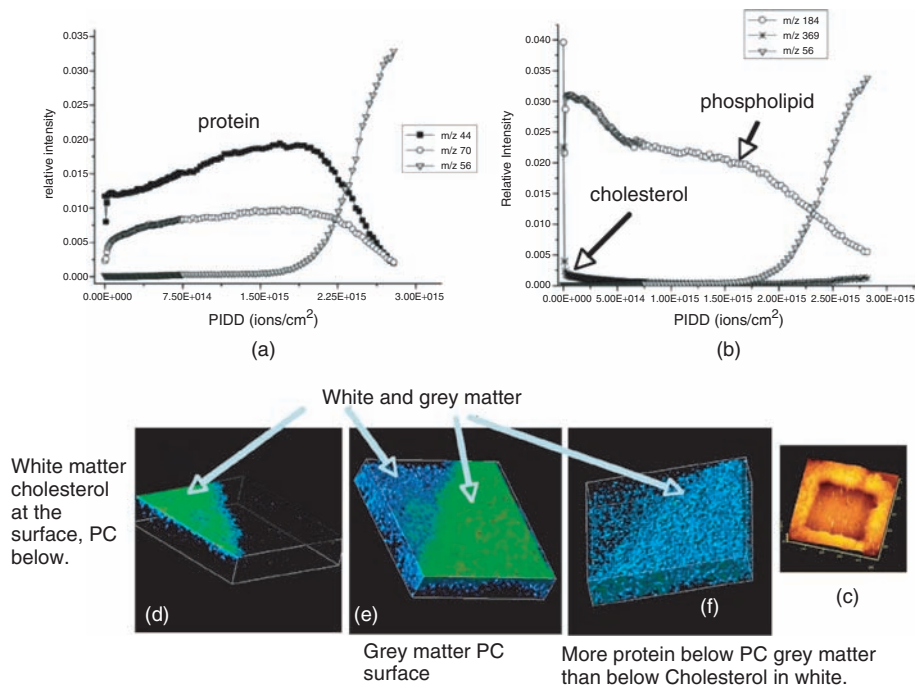 0.035
0.030
0.025
0.020
0.015
0.010
0.005
0.000
relative intensity
protein
m/z 44
m/z 70
m/z 56
0.000E+000
7.50E+014
1.50E+015
2.25E+015
3.00E+015
PIDD (ions/cm²)
(a)
0.040
0.035
0.030
0.025
0.020
0.015
0.010
0.005
0.000
Relative Intensity
m/z 184
m/z 369
m/z 56
phospholipid
cholesterol
0.000E+000
5.00E+014
1.00E+015
1.50E+015
2.00E+015
2.50E+015
3.00E+015
PIDD (ions/cm²)
(b)
White and grey matter
White matter
cholesterol
at the
surface, PC
below.
(d)
(e)
(f)
(c)
Grey matter PC
surface
More protein below PC grey matter
than below Cholesterol in white.